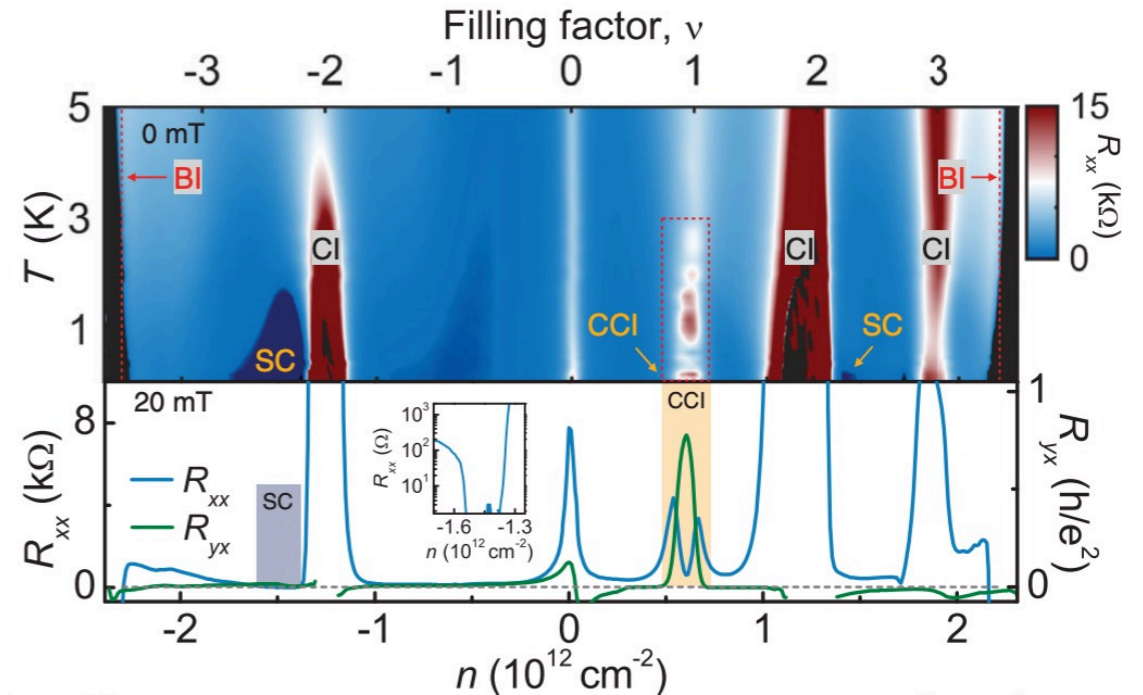 Filling factor, ν
-3 -2 -1 0 1 2 3
5 0 mT 15
BI BI
3 CI CI CI
T (K)
R_xx (kΩ)
0
1 SC CCI SC
20 mT CCI 1
8
R_xx
R_yx
SC
R_xx (Ω)
10³
10²
10¹
-1.6 -1.3
n (10¹² cm⁻²)
R_xx (kΩ)
R_yx (h/e²)
0 0
-2 -1 0 1 2
n (10¹² cm⁻²)